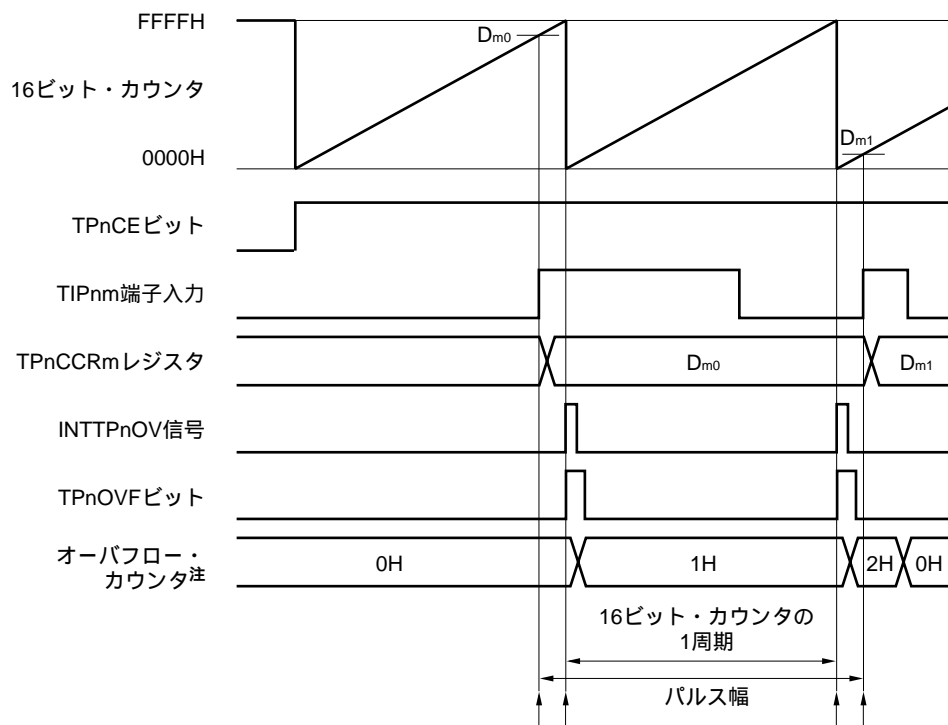 FFFFH
Dm0
16ビット・カウンタ
Dm1
0000H
TPnCEビット
TIPnm端子入力
TPnCCRmレジスタ
Dm0
Dm1
INTTPnOV信号
TPnOVFビット
オーバフロー・
カウンタ注
0H
1H
2H
0H
16ビット・カウンタの
1周期
パルス幅